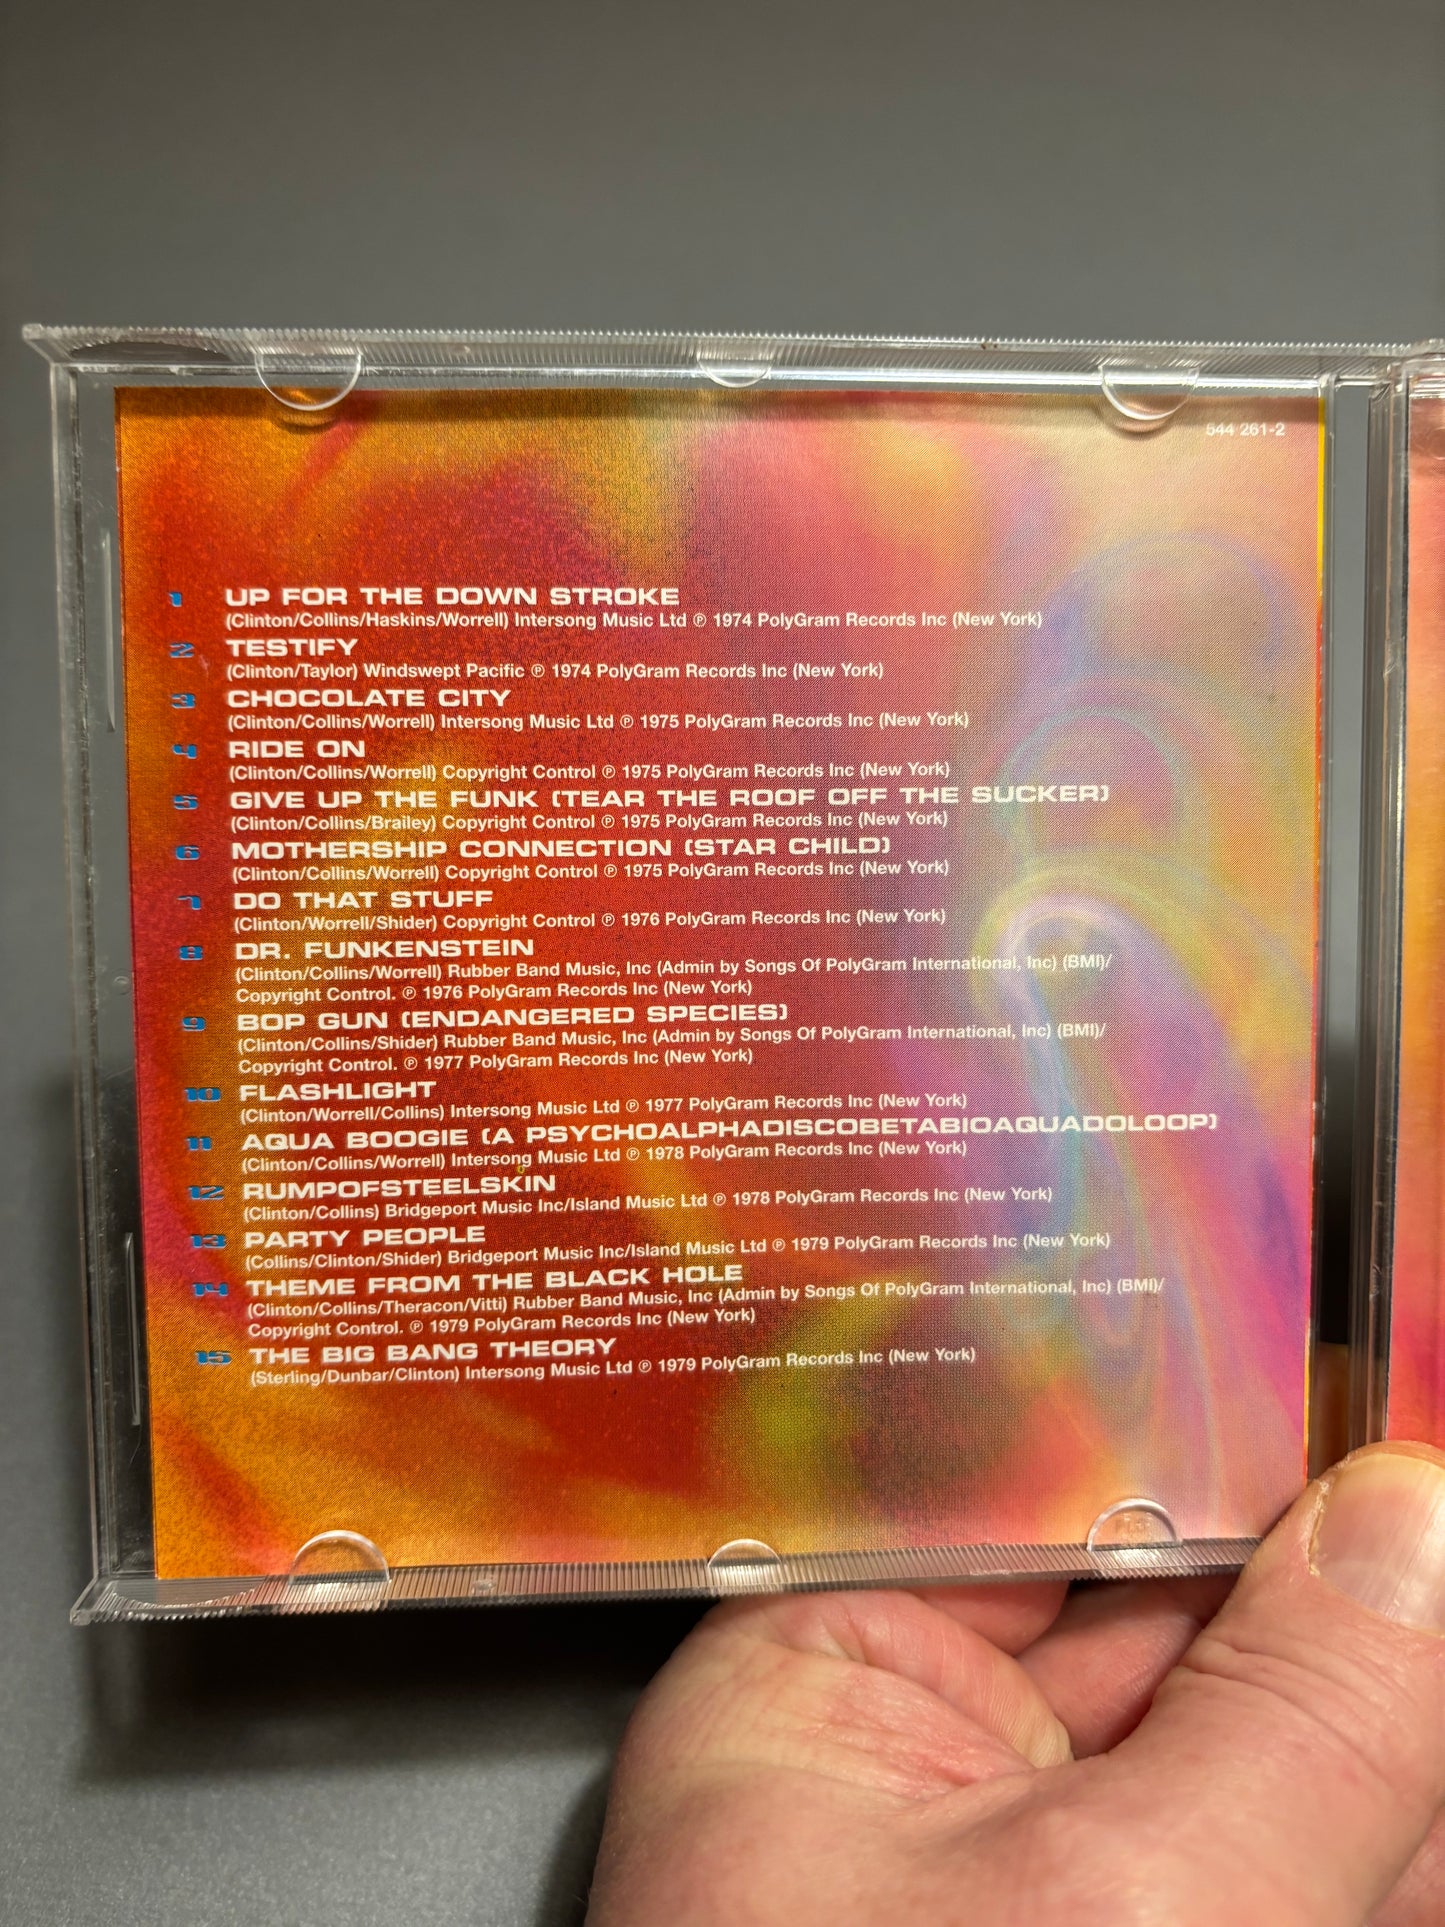 544 261-2
1 UP FOR THE DOWN STROKE
(Clinton/Collins/Haskins/Worrell) Intersong Music Ltd ℗ 1974 PolyGram Records Inc (New York)
2 TESTIFY
(Clinton/Taylor) Windswept Pacific ℗ 1974 PolyGram Records Inc (New York)
3 CHOCOLATE CITY
(Clinton/Collins/Worrell) Intersong Music Ltd ℗ 1975 PolyGram Records Inc (New York)
4 RIDE ON
(Clinton/Collins/Worrell) Copyright Control ℗ 1975 PolyGram Records Inc (New York)
5 GIVE UP THE FUNK (TEAR THE ROOF OFF THE SUCKER)
(Clinton/Collins/Brailey) Copyright Control ℗ 1975 PolyGram Records Inc (New York)
6 MOTHERSHIP CONNECTION (STAR CHILD)
(Clinton/Collins/Worrell) Copyright Control ℗ 1975 PolyGram Records Inc (New York)
7 DO THAT STUFF
(Clinton/Worrell/Shider) Copyright Control ℗ 1976 PolyGram Records Inc (New York)
8 DR. FUNKENSTEIN
(Clinton/Collins/Worrell) Rubber Band Music, Inc (Admin by Songs Of PolyGram International, Inc) (BMI)/
Copyright Control. ℗ 1976 PolyGram Records Inc (New York)
9 BOP GUN (ENDANGERED SPECIES)
(Clinton/Collins/Shider) Rubber Band Music, Inc (Admin by Songs Of PolyGram International, Inc) (BMI)/
Copyright Control. ℗ 1977 PolyGram Records Inc (New York)
10 FLASHLIGHT
(Clinton/Worrell/Collins) Intersong Music Ltd ℗ 1977 PolyGram Records Inc (New York)
11 AQUA BOOGIE (A PSYCHOALPHADISCOBETABIOAQUADOLOOP)
(Clinton/Collins/Worrell) Intersong Music Ltd ℗ 1978 PolyGram Records Inc (New York)
12 RUMPOFSTEELSKIN
(Clinton/Collins) Bridgeport Music Inc/Island Music Ltd ℗ 1978 PolyGram Records Inc (New York)
13 PARTY PEOPLE
(Collins/Clinton/Shider) Bridgeport Music Inc/Island Music Ltd ℗ 1979 PolyGram Records Inc (New York)
14 THEME FROM THE BLACK HOLE
(Clinton/Collins/Theracon/Vitti) Rubber Band Music, Inc (Admin by Songs Of PolyGram International, Inc) (BMI)/
Copyright Control. ℗ 1979 PolyGram Records Inc (New York)
15 THE BIG BANG THEORY
(Sterling/Dunbar/Clinton) Intersong Music Ltd ℗ 1979 PolyGram Records Inc (New York)